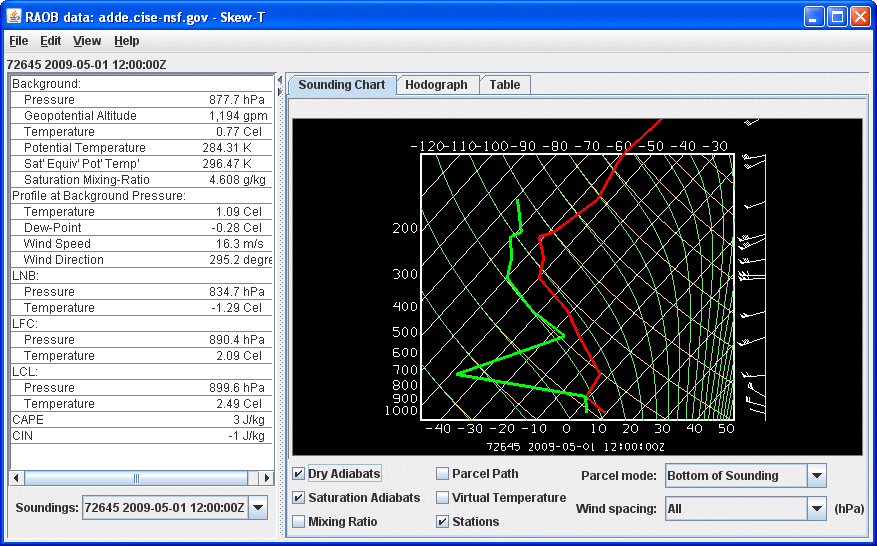 RAOB data: adde.cise-nsf.gov - Skew-T
File Edit View Help
72645 2009-05-01 12:00:00Z
Background:
Pressure 877.7 hPa
Geopotential Altitude 1,194 gpm
Temperature 0.77 Cel
Potential Temperature 284.31 K
Sat' Equiv' Pot' Temp' 296.47 K
Saturation Mixing-Ratio 4.608 g/kg
Profile at Background Pressure:
Temperature 1.09 Cel
Dew-Point -0.28 Cel
Wind Speed 16.3 m/s
Wind Direction 295.2 degre
LNB:
Pressure 834.7 hPa
Temperature -1.29 Cel
LFC:
Pressure 890.4 hPa
Temperature 2.09 Cel
LCL:
Pressure 899.6 hPa
Temperature 2.49 Cel
CAPE 3 J/kg
CIN -1 J/kg
Soundings: 72645 2009-05-01 12:00:00Z
Sounding Chart Hodograph Table
-120 -110 -100 -90 -80 -70 -60 -50 -40 -30
200
300
400
500
600
700
800
900
1000
-40 -30 -20 -10 0 10 20 30 40 50
72645 2009-05-01 12:00:00Z
Dry Adiabats Parcel Path Parcel mode: Bottom of Sounding
Saturation Adiabats Virtual Temperature Wind spacing: All (hPa)
Mixing Ratio Stations